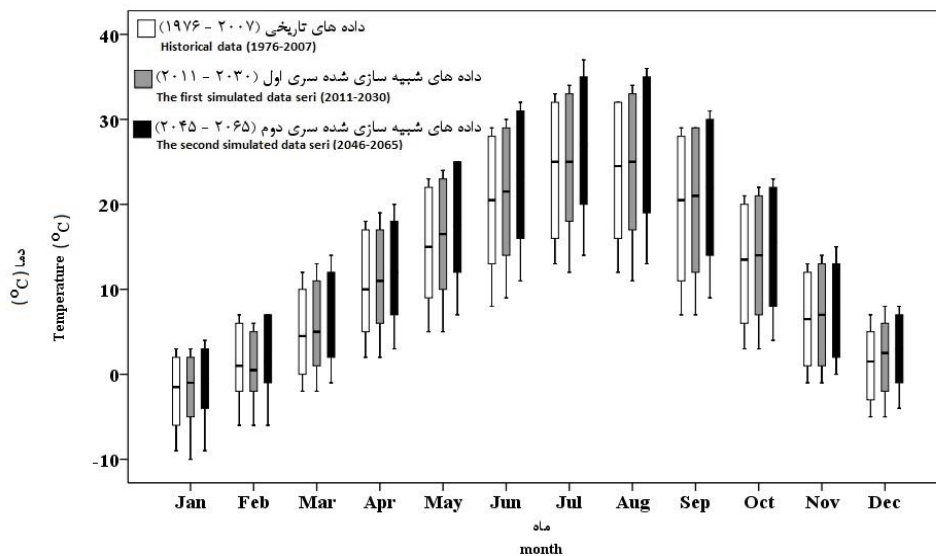 داده های تاریخی (۱۹۷۶ - ۲۰۰۷)
Historical data (1976-2007)
داده های شبیه سازی شده سری اول (۲۰۱۱ - ۲۰۳۰)
The first simulated data seri (2011-2030)
داده های شبیه سازی شده سری دوم (۲۰۴۵ - ۲۰۶۵)
The second simulated data seri (2046-2065)
دما (°C)
Temperature (°C)
40
30
20
10
0
-10
Jan Feb Mar Apr May Jun Jul Aug Sep Oct Nov Dec
ماه
month